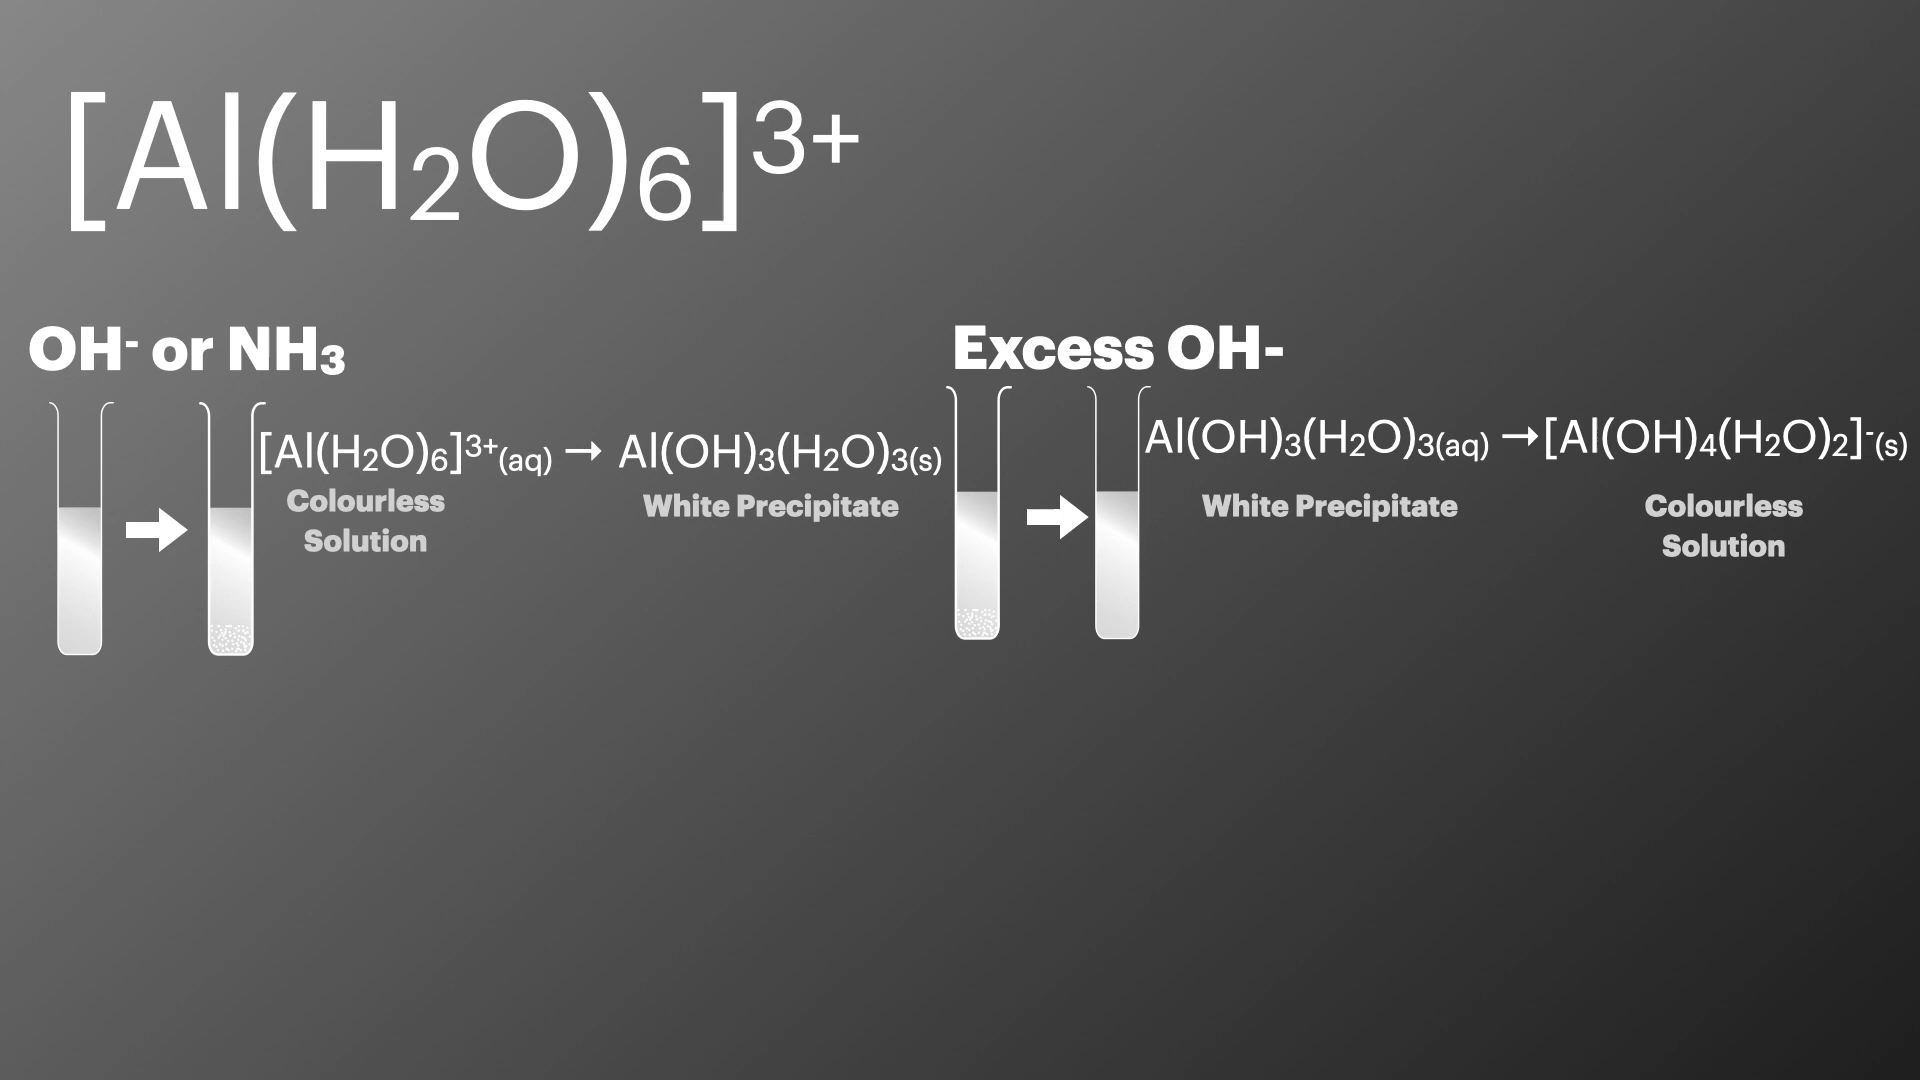 [Al(H₂O)₆]³⁺
OH⁻ or NH₃
[Al(H₂O)₆]³⁺₍aq₎ → Al(OH)₃(H₂O)₃₍s₎
Colourless
Solution
White Precipitate
Excess OH-
Al(OH)₃(H₂O)₃₍aq₎ →[Al(OH)₄(H₂O)₂]⁻₍s₎
White Precipitate
Colourless
Solution